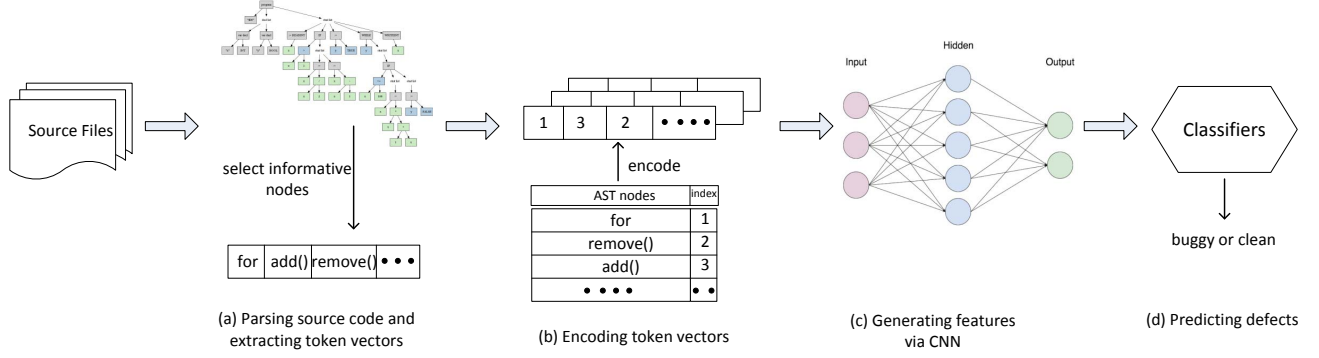 Source Files
select informative
nodes
for add() remove() • • •
(a) Parsing source code and
extracting token vectors
1 3 2 • • • •
encode
AST nodes index
for 1
remove() 2
add() 3
• • • • • •
(b) Encoding token vectors
Hidden
Input
Output
(c) Generating features
via CNN
Classifiers
buggy or clean
(d) Predicting defects